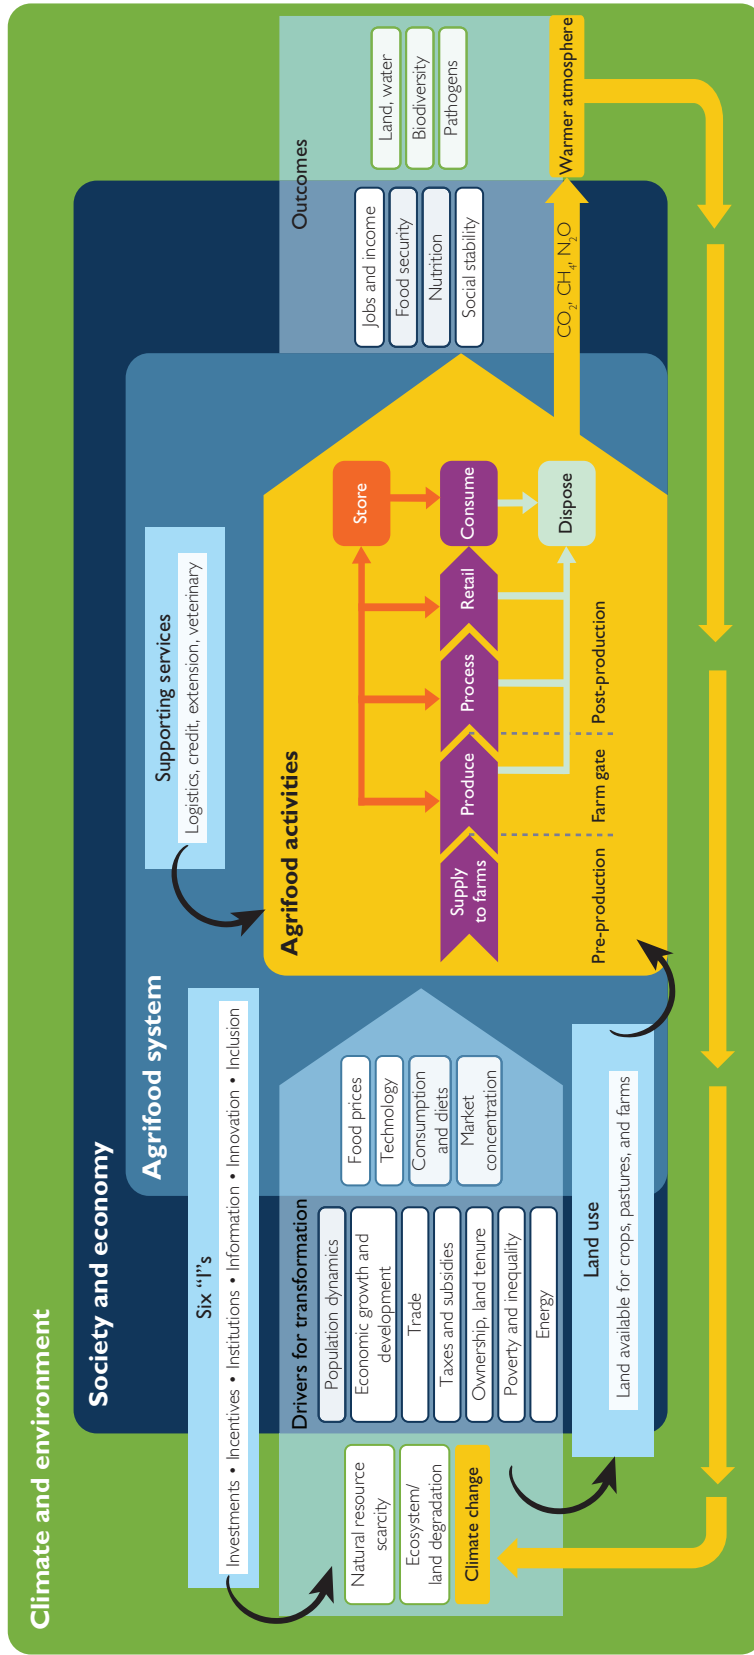 Climate and environment
Society and economy
Agrifood system
Six “I”s
Investments • Incentives • Institutions • Information • Innovation • Inclusion
Supporting services
Logistics, credit, extension, veterinary
Drivers for transformation
Natural resource
scarcity
Ecosystem/
land degradation
Climate change
Population dynamics
Economic growth and
development
Trade
Taxes and subsidies
Ownership, land tenure
Poverty and inequality
Energy
Food prices
Technology
Consumption
and diets
Market
concentration
Land use
Land available for crops, pastures, and farms
Agrifood activities
Supply
to farms
Produce
Process
Retail
Store
Consume
Dispose
Pre-production
Farm gate
Post-production
Outcomes
Jobs and income
Food security
Nutrition
Social stability
Land, water
Biodiversity
Pathogens
CO₂, CH₄, N₂O
Warmer atmosphere